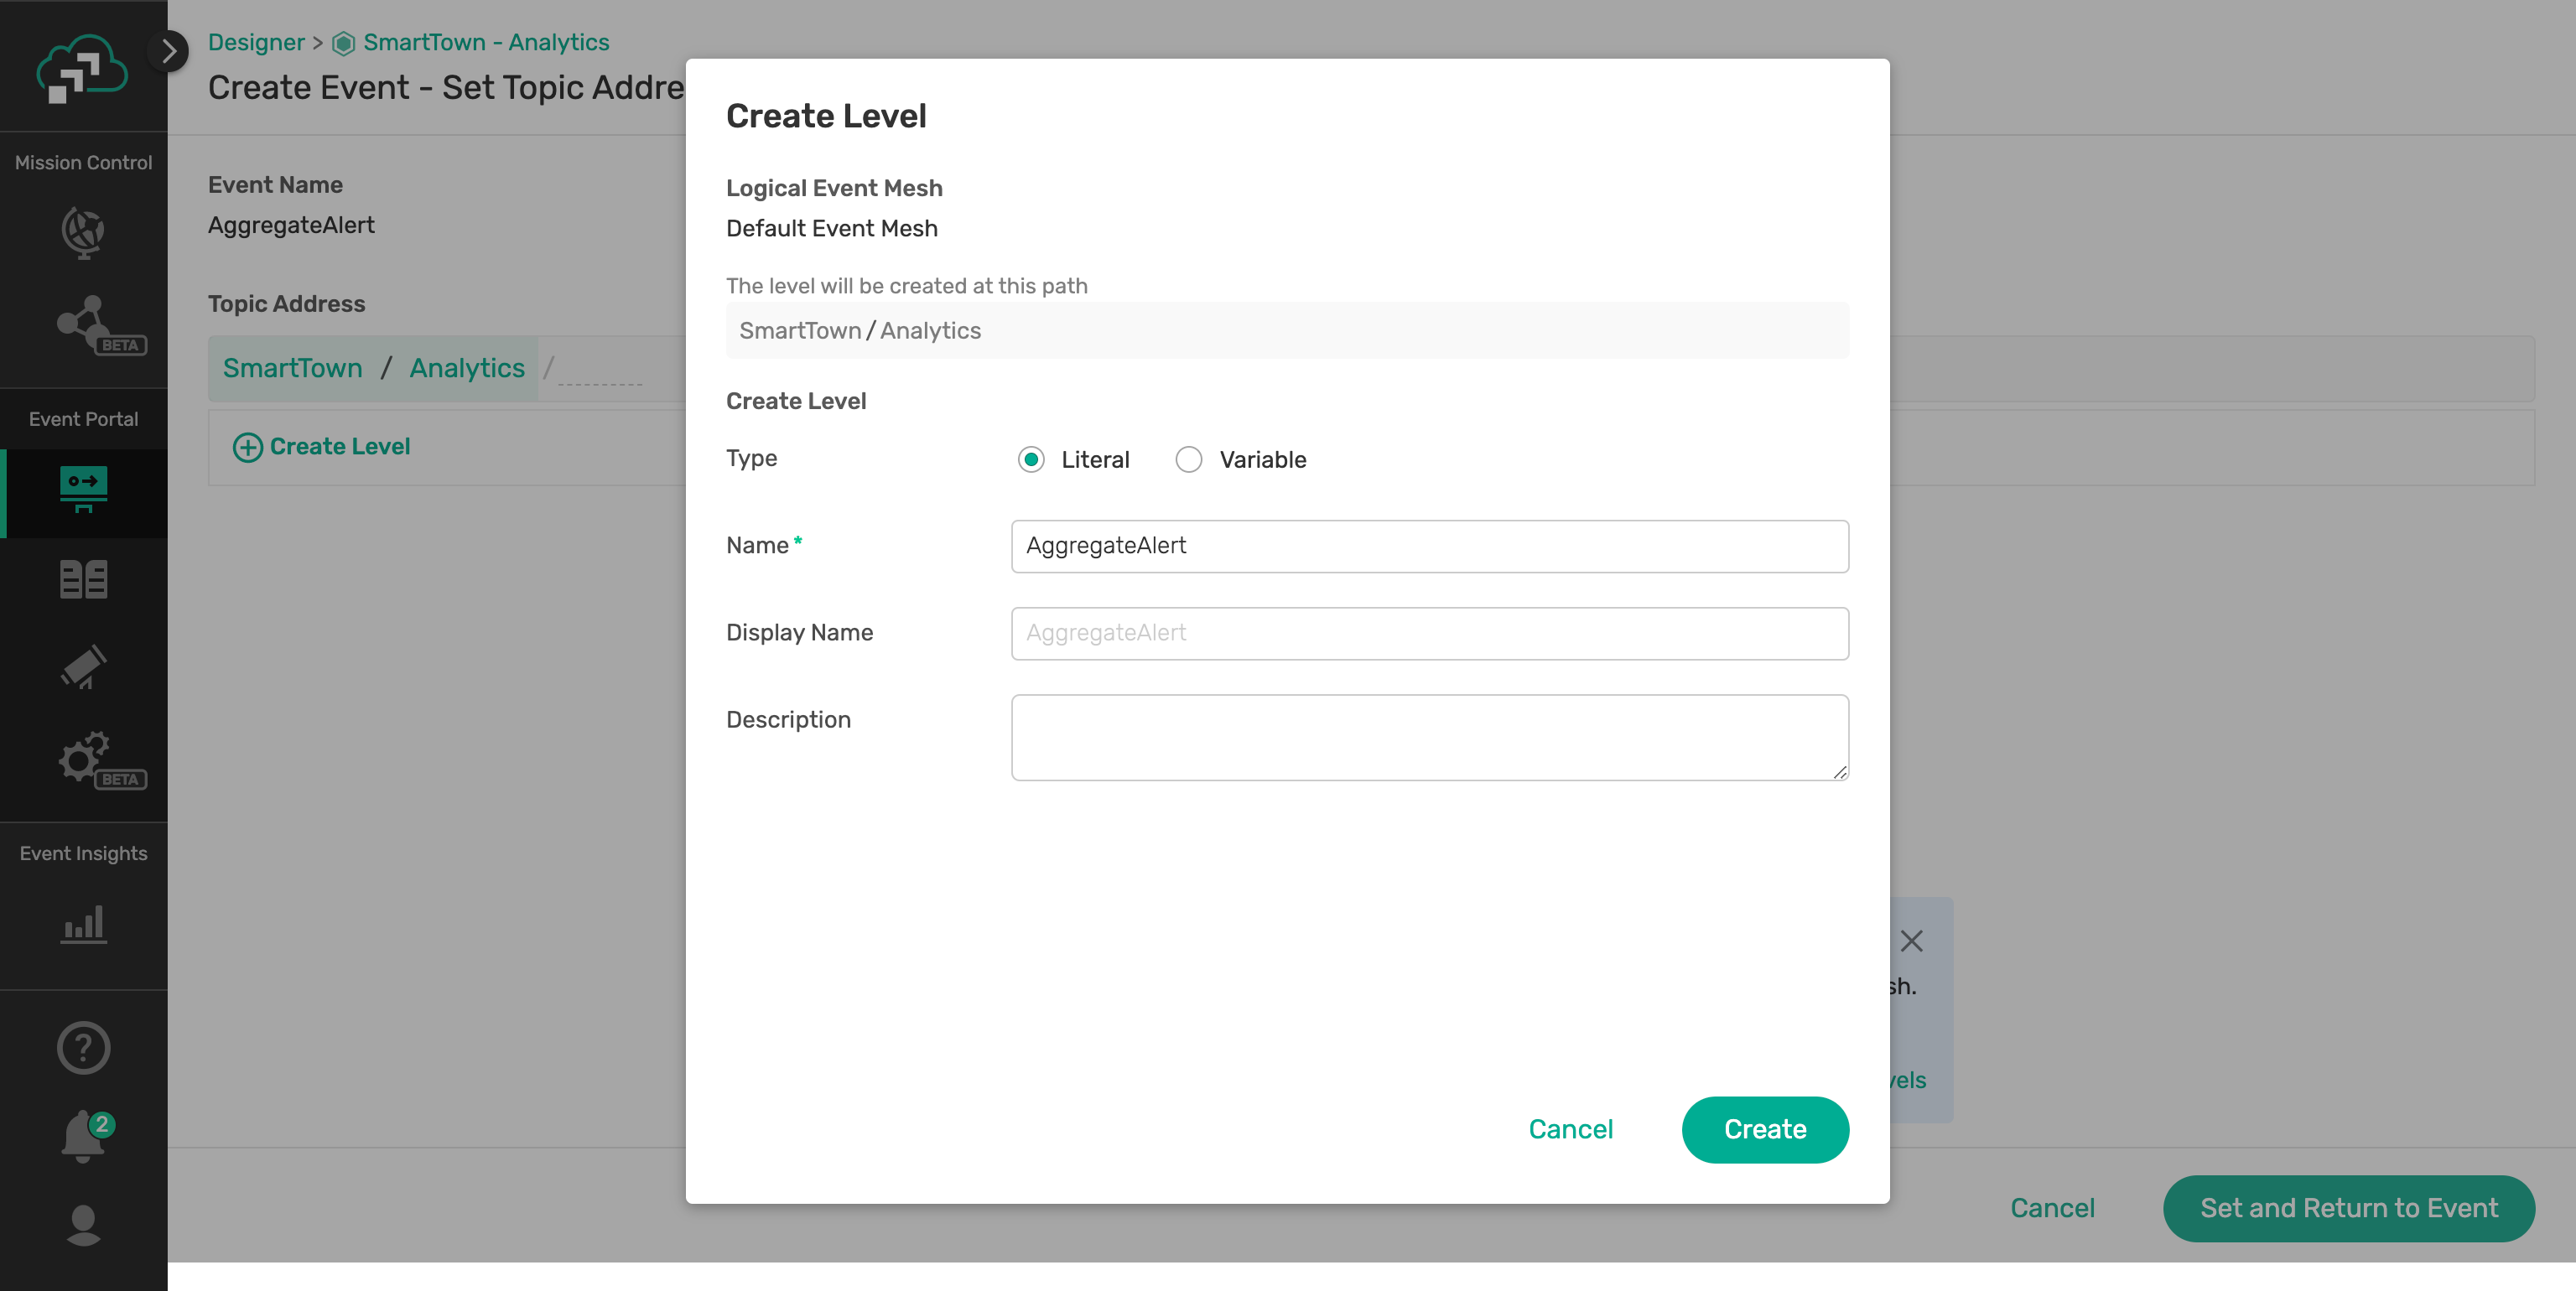 Designer > SmartTown - Analytics
Create Event - Set Topic Addre
Mission Control
BETA
Event Portal
BETA
Event Insights
?
2
Event Name
AggregateAlert
Topic Address
SmartTown / Analytics /
Create Level
Create Level
Logical Event Mesh
Default Event Mesh
The level will be created at this path
SmartTown / Analytics
Create Level
Type Literal Variable
Name * AggregateAlert
Display Name AggregateAlert
Description
Cancel Create
sh.
vels
Cancel Set and Return to Event